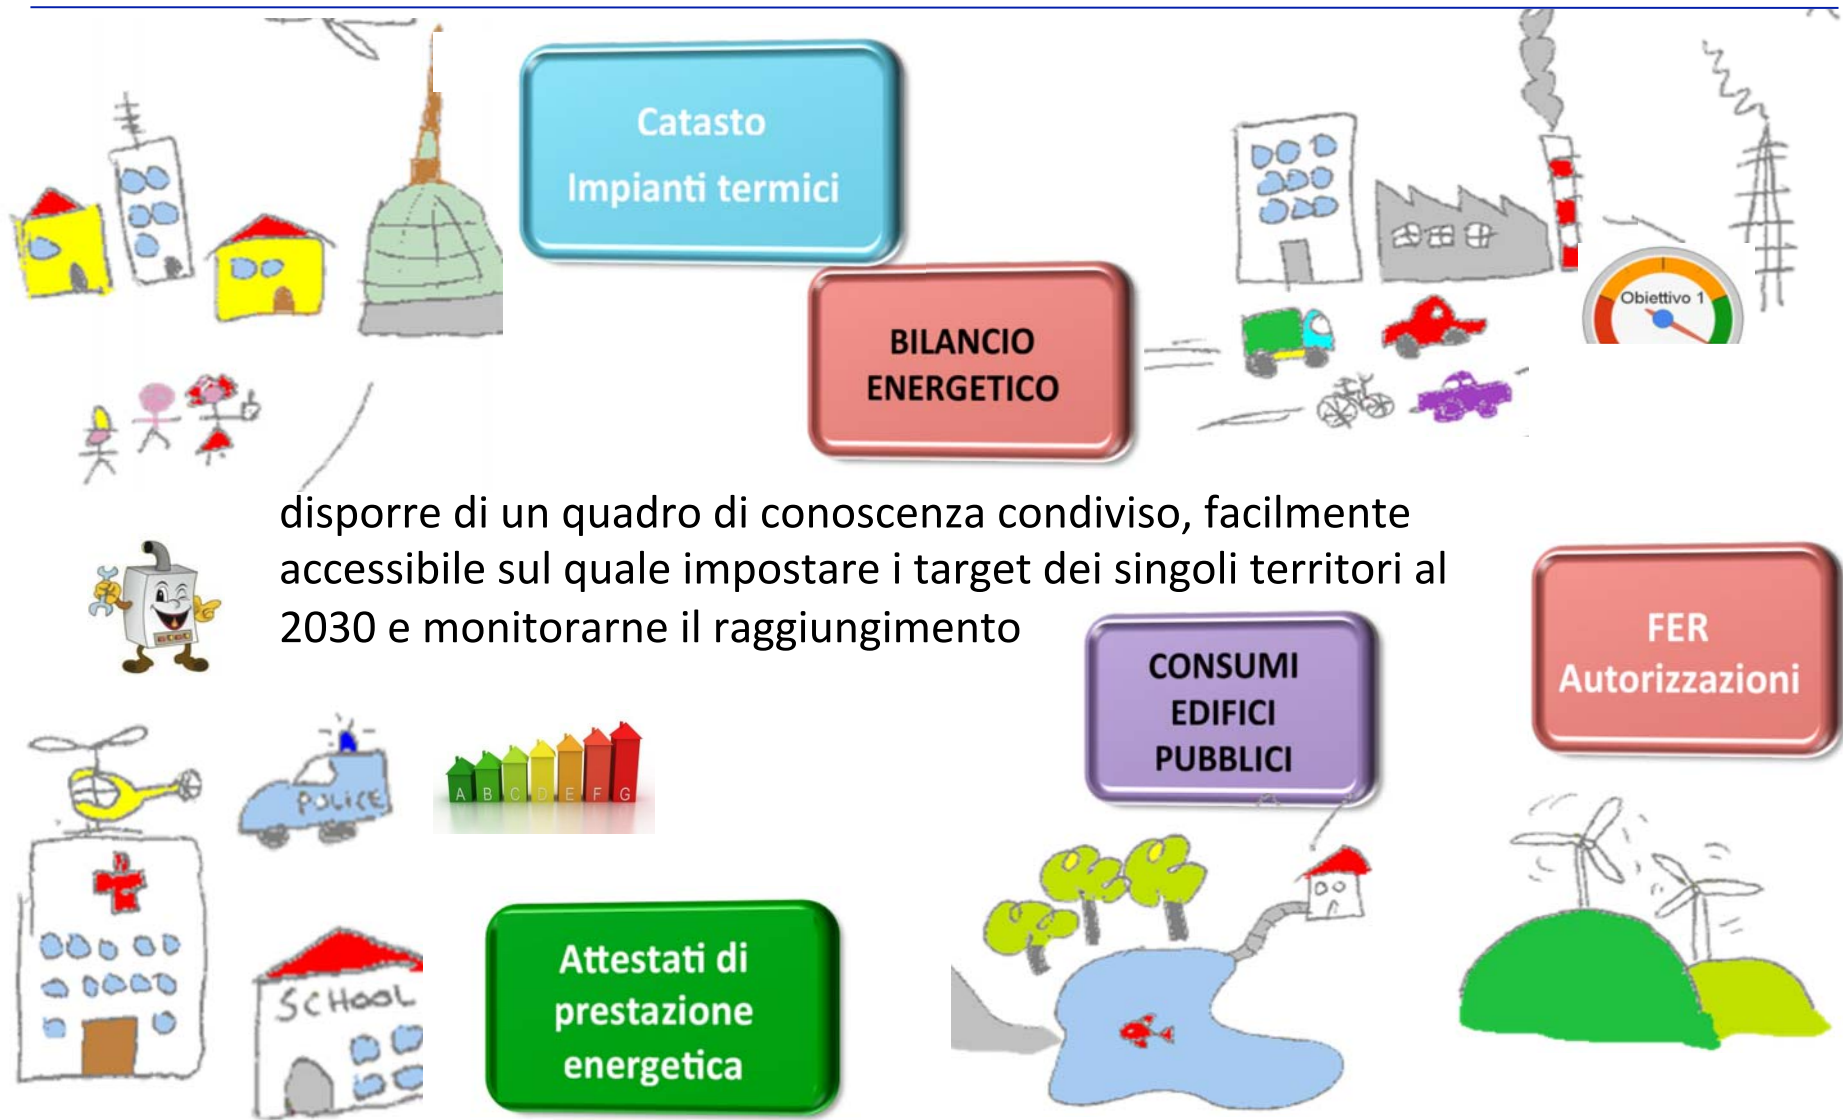 Catasto
Impianti termici
Obiettivo 1
BILANCIO
ENERGETICO
disporre di un quadro di conoscenza condiviso, facilmente
accessibile sul quale impostare i target dei singoli territori al
2030 e monitorarne il raggiungimento
FER
Autorizzazioni
CONSUMI
EDIFICI
PUBBLICI
POLICE
A B C D E F G
Attestati di
prestazione
energetica
SCHOOL